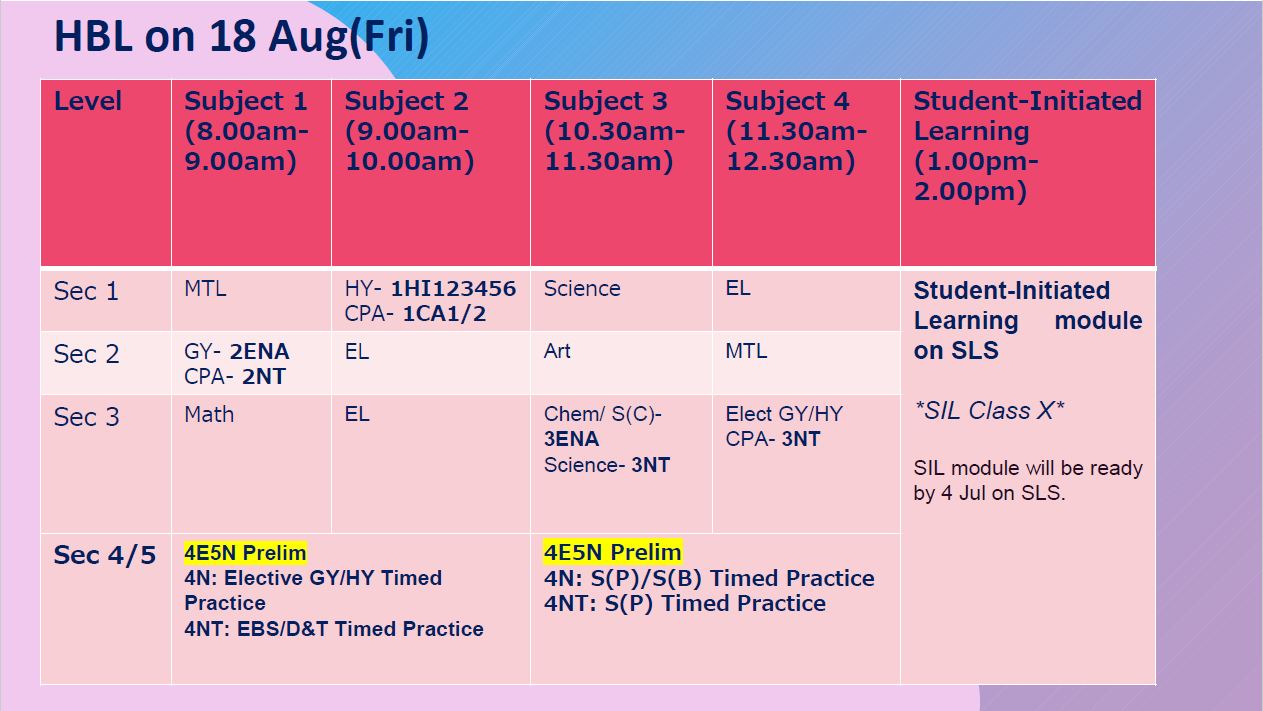 HBL on 18 Aug(Fri)
Level
Subject 1
(8.00am-
9.00am)
Subject 2
(9.00am-
10.00am)
Subject 3
(10.30am-
11.30am)
Subject 4
(11.30am-
12.30am)
Student-Initiated
Learning
(1.00pm-
2.00pm)
Sec 1
MTL
HY- 1HI123456
CPA- 1CA1/2
Science
EL
Student-Initiated
Learning module
on SLS
*SIL Class X*
SIL module will be ready
by 4 Jul on SLS.
Sec 2
GY- 2ENA
CPA- 2NT
EL
Art
MTL
Sec 3
Math
EL
Chem/ S(C)-
3ENA
Science- 3NT
Elect GY/HY
CPA- 3NT
Sec 4/5
4E5N Prelim
4N: Elective GY/HY Timed
Practice
4NT: EBS/D&T Timed Practice
4E5N Prelim
4N: S(P)/S(B) Timed Practice
4NT: S(P) Timed Practice